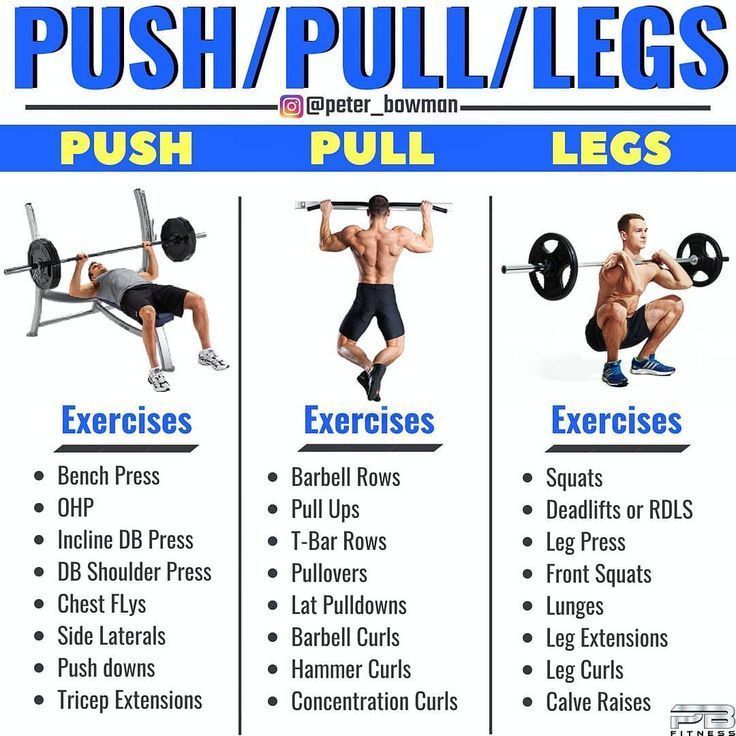 PUSH/PULL/LEGS
@peter_bowman
PUSH
PULL
LEGS
Exercises
Bench Press
OHP
Incline DB Press
DB Shoulder Press
Chest FLys
Side Laterals
Push downs
Tricep Extensions
Exercises
Barbell Rows
Pull Ups
T-Bar Rows
Pullovers
Lat Pulldowns
Barbell Curls
Hammer Curls
Concentration Curls
Exercises
Squats
Deadlifts or RDLS
Leg Press
Front Squats
Lunges
Leg Extensions
Leg Curls
Calve Raises
PB
FITNESS